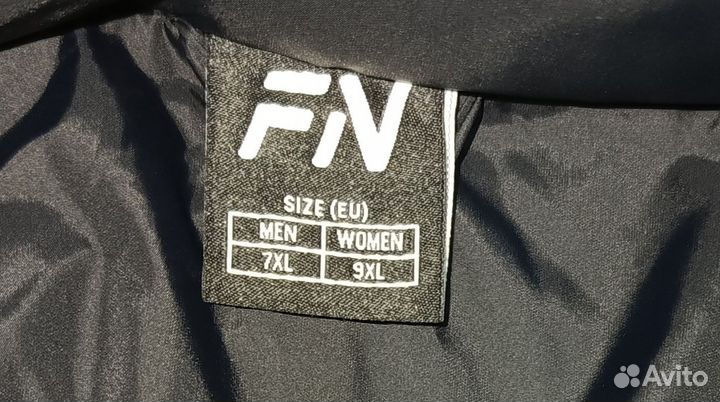 FN
SIZE (EU)
MEN WOMEN
7XL 9XL
Avito